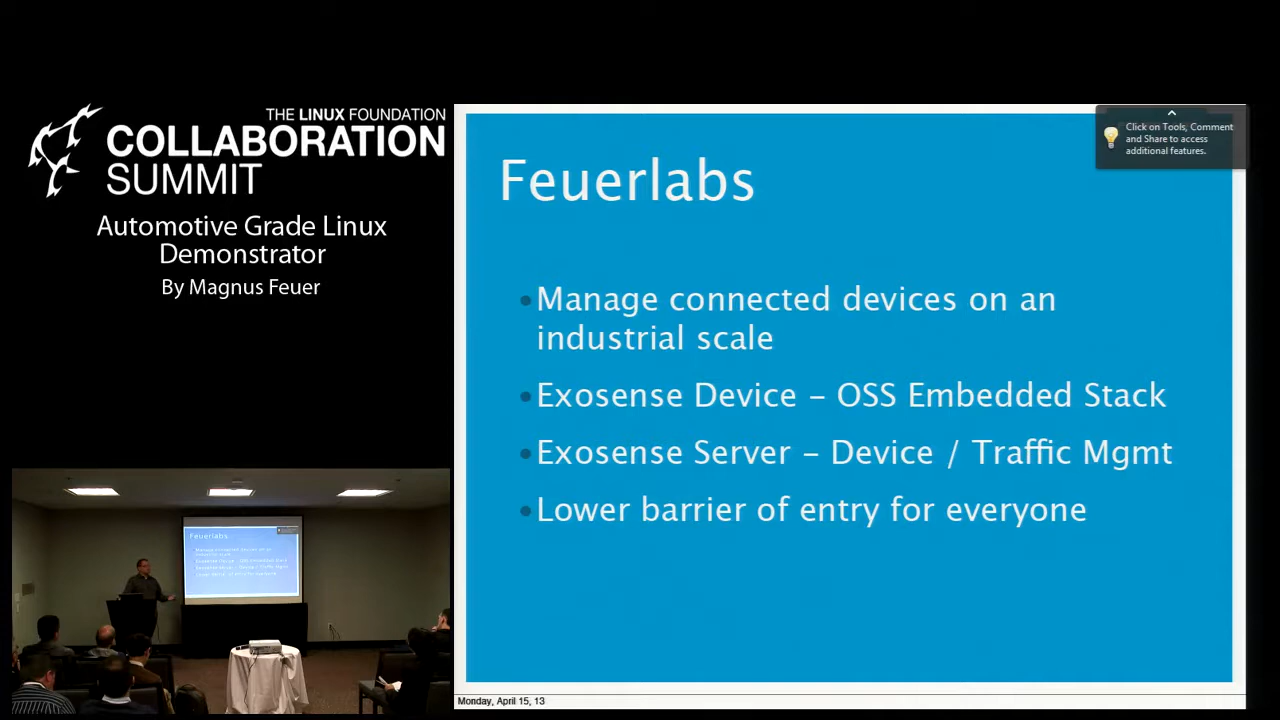 THE LINUX FOUNDATION
COLLABORATION
SUMMIT
Automotive Grade Linux
Demonstrator
By Magnus Feuer
Click on Tools, Comment
and Share to access
additional features.
Feuerlabs
•Manage connected devices on an
industrial scale
•Exosense Device – OSS Embedded Stack
•Exosense Server – Device / Traffic Mgmt
•Lower barrier of entry for everyone
Monday, April 15, 13
Feuerlabs